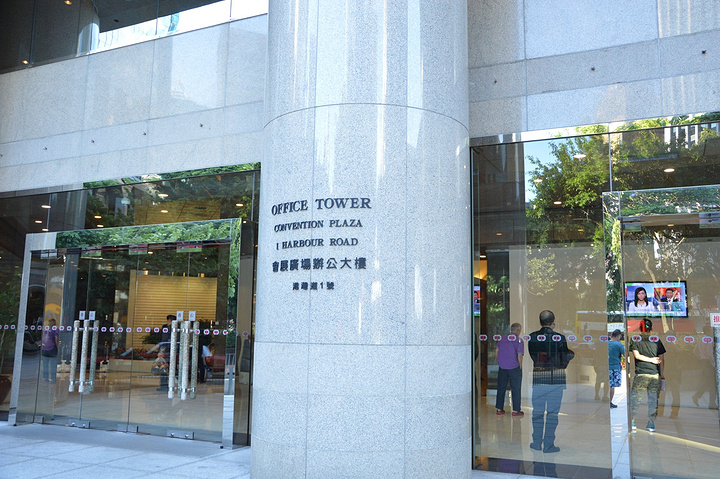 OFFICE TOWER
CONVENTION PLAZA
1 HARBOUR ROAD
會展廣場辦公大樓
港灣道1號